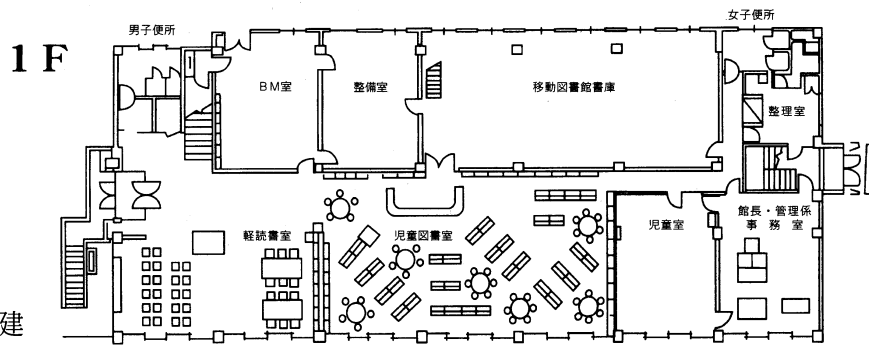 1F
男子便所
女子便所
BM室
整備室
移動図書館書庫
整理室
軽読書室
児童図書室
児童室
館長・管理係
事務室
建